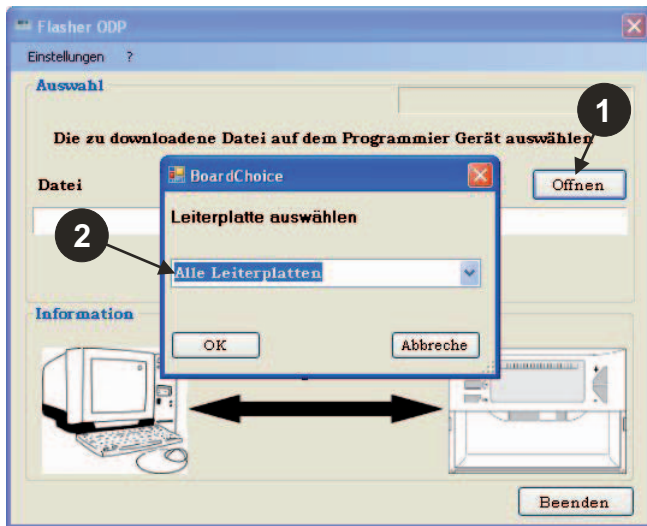 Flasher ODP
Einstellungen ?
Auswahl
1
Die zu downloadene Datei auf dem Programmier Gerät auswählen
Datei
Offnen
BoardChoice
Leiterplatte auswählen
2
Alle Leiterplatten
OK
Abbreche
Information
Beenden